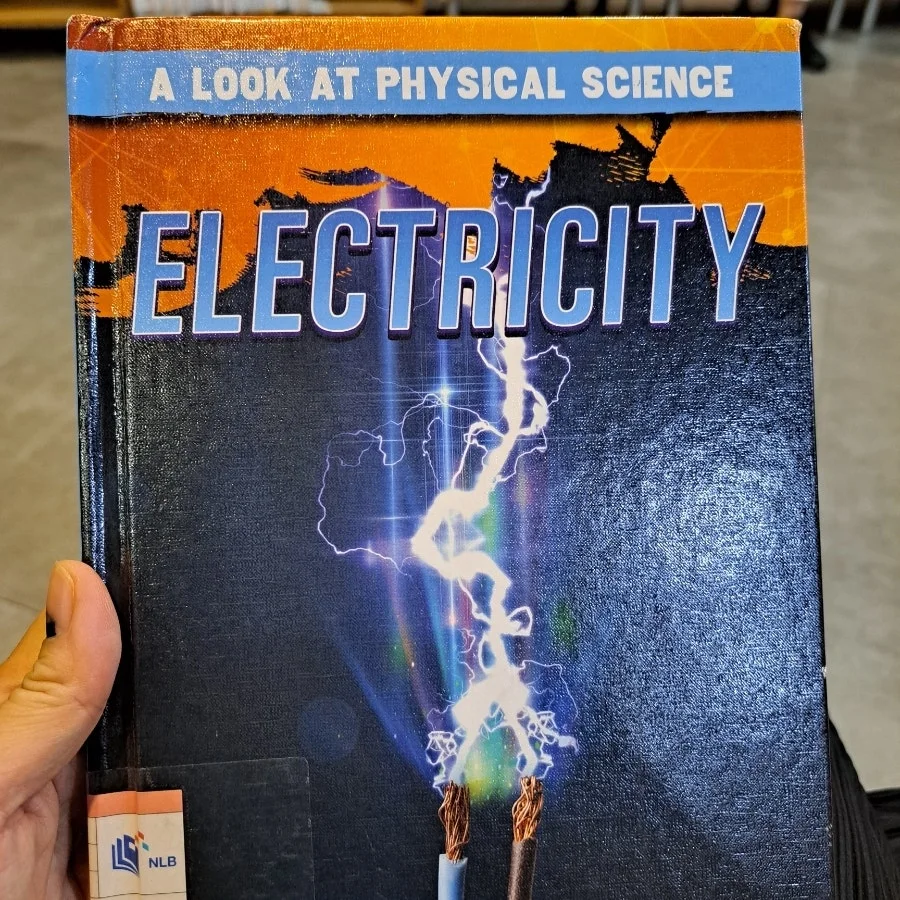 A LOOK AT PHYSICAL SCIENCE
ELECTRICITY
NLB